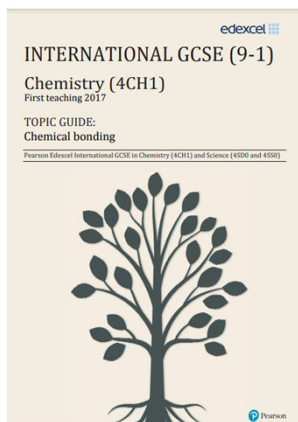 edexcel
INTERNATIONAL GCSE (9-1)
Chemistry (4CH1)
First teaching 2017
TOPIC GUIDE:
Chemical bonding
Pearson Edexcel International GCSE in Chemistry (4CH1) and Science (4SD0 and 4SS0)
Pearson